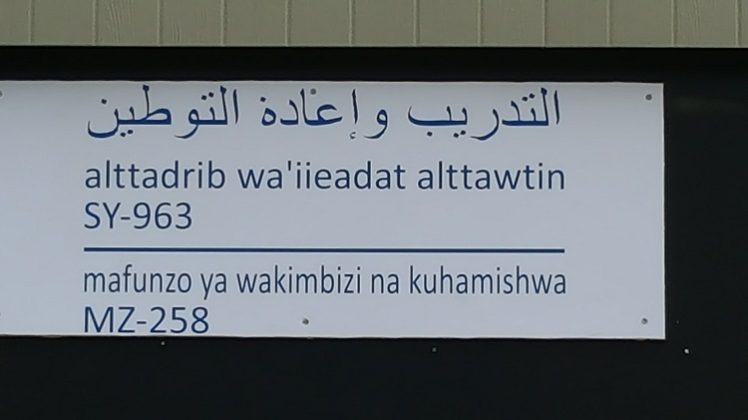 التدريب وإعادة التوطين
alttadrib wa'iieadat alttawtin
SY-963
mafunzo ya wakimbizi na kuhamishwa
MZ-258